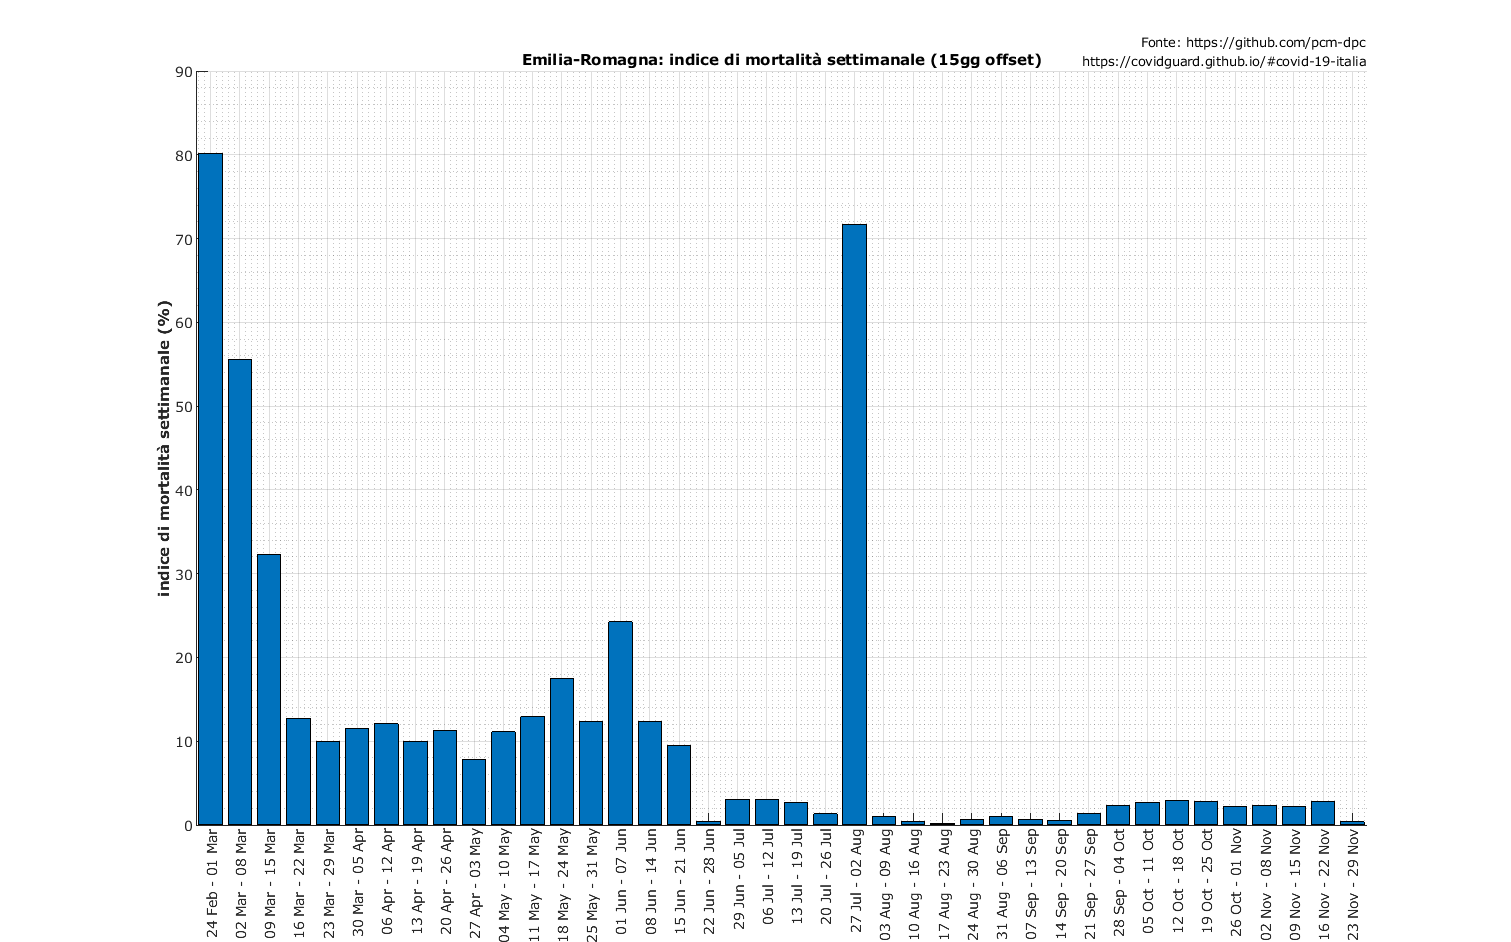 Fonte: https://github.com/pcm-dpc
Emilia-Romagna: indice di mortalità settimanale (15gg offset)
https://covidguard.github.io/#covid-19-italia
indice di mortalità settimanale (%)
90
80
70
60
50
40
30
20
10
0
24 Feb - 01 Mar
02 Mar - 08 Mar
09 Mar - 15 Mar
16 Mar - 22 Mar
23 Mar - 29 Mar
30 Mar - 05 Apr
06 Apr - 12 Apr
13 Apr - 19 Apr
20 Apr - 26 Apr
27 Apr - 03 May
04 May - 10 May
11 May - 17 May
18 May - 24 May
25 May - 31 May
01 Jun - 07 Jun
08 Jun - 14 Jun
15 Jun - 21 Jun
22 Jun - 28 Jun
29 Jun - 05 Jul
06 Jul - 12 Jul
13 Jul - 19 Jul
20 Jul - 26 Jul
27 Jul - 02 Aug
03 Aug - 09 Aug
10 Aug - 16 Aug
17 Aug - 23 Aug
24 Aug - 30 Aug
31 Aug - 06 Sep
07 Sep - 13 Sep
14 Sep - 20 Sep
21 Sep - 27 Sep
28 Sep - 04 Oct
05 Oct - 11 Oct
12 Oct - 18 Oct
19 Oct - 25 Oct
26 Oct - 01 Nov
02 Nov - 08 Nov
09 Nov - 15 Nov
16 Nov - 22 Nov
23 Nov - 29 Nov